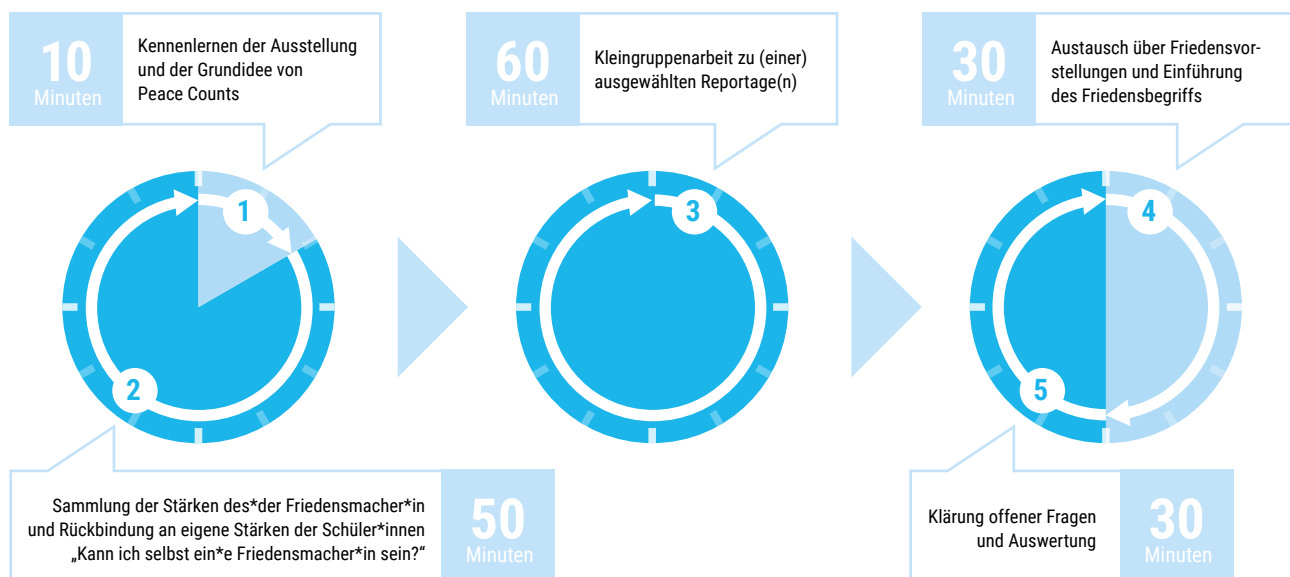 10
Minuten
Kennenlernen der Ausstellung
und der Grundidee von
Peace Counts
60
Minuten
Kleingruppenarbeit zu (einer)
ausgewählten Reportage(n)
30
Minuten
Austausch über Friedensvor-
stellungen und Einführung
des Friedensbegriffs
1
2
3
4
5
Sammlung der Stärken des*der Friedensmacher*in
und Rückbindung an eigene Stärken der Schüler*innen
„Kann ich selbst ein*e Friedensmacher*in sein?“
50
Minuten
Klärung offener Fragen
und Auswertung
30
Minuten